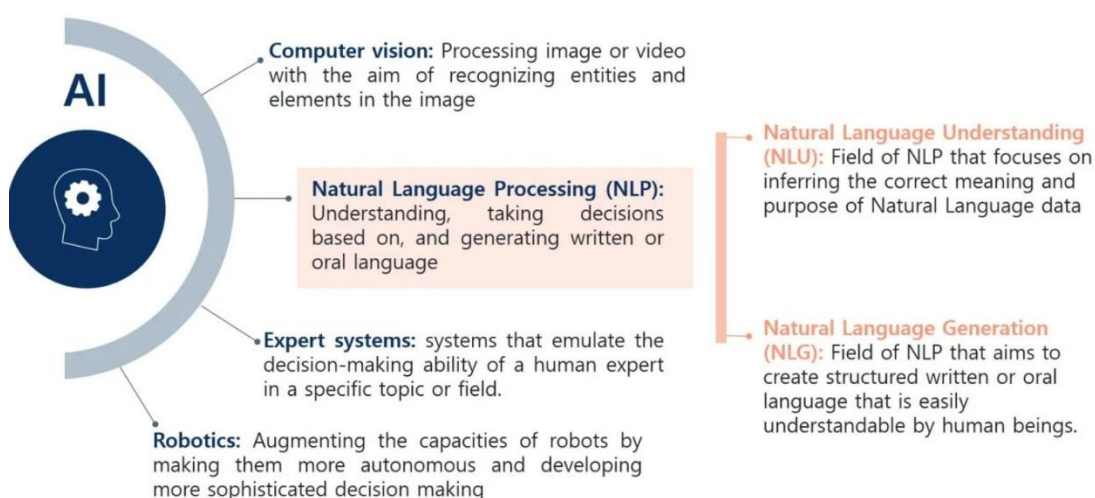 AI
Computer vision: Processing image or video
with the aim of recognizing entities and
elements in the image
Natural Language Processing (NLP):
Understanding, taking decisions
based on, and generating written or
oral language
Expert systems: systems that emulate the
decision-making ability of a human expert
in a specific topic or field.
Robotics: Augmenting the capacities of robots by
making them more autonomous and developing
more sophisticated decision making
Natural Language Understanding
(NLU): Field of NLP that focuses on
inferring the correct meaning and
purpose of Natural Language data
Natural Language Generation
(NLG): Field of NLP that aims to
create structured written or oral
language that is easily
understandable by human beings.